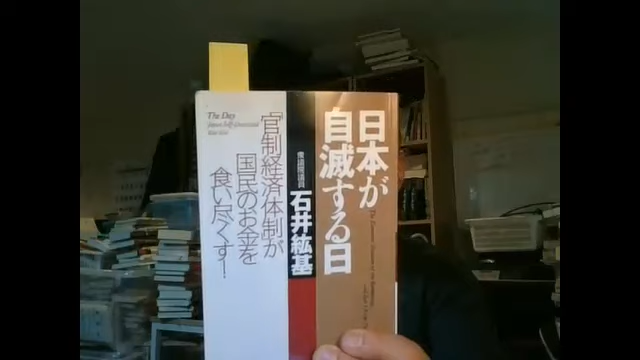 日本が
自滅する日
衆議院議員
石井紘基
「官制経済体制が
国民のお金を
食い尽くす!
The Day